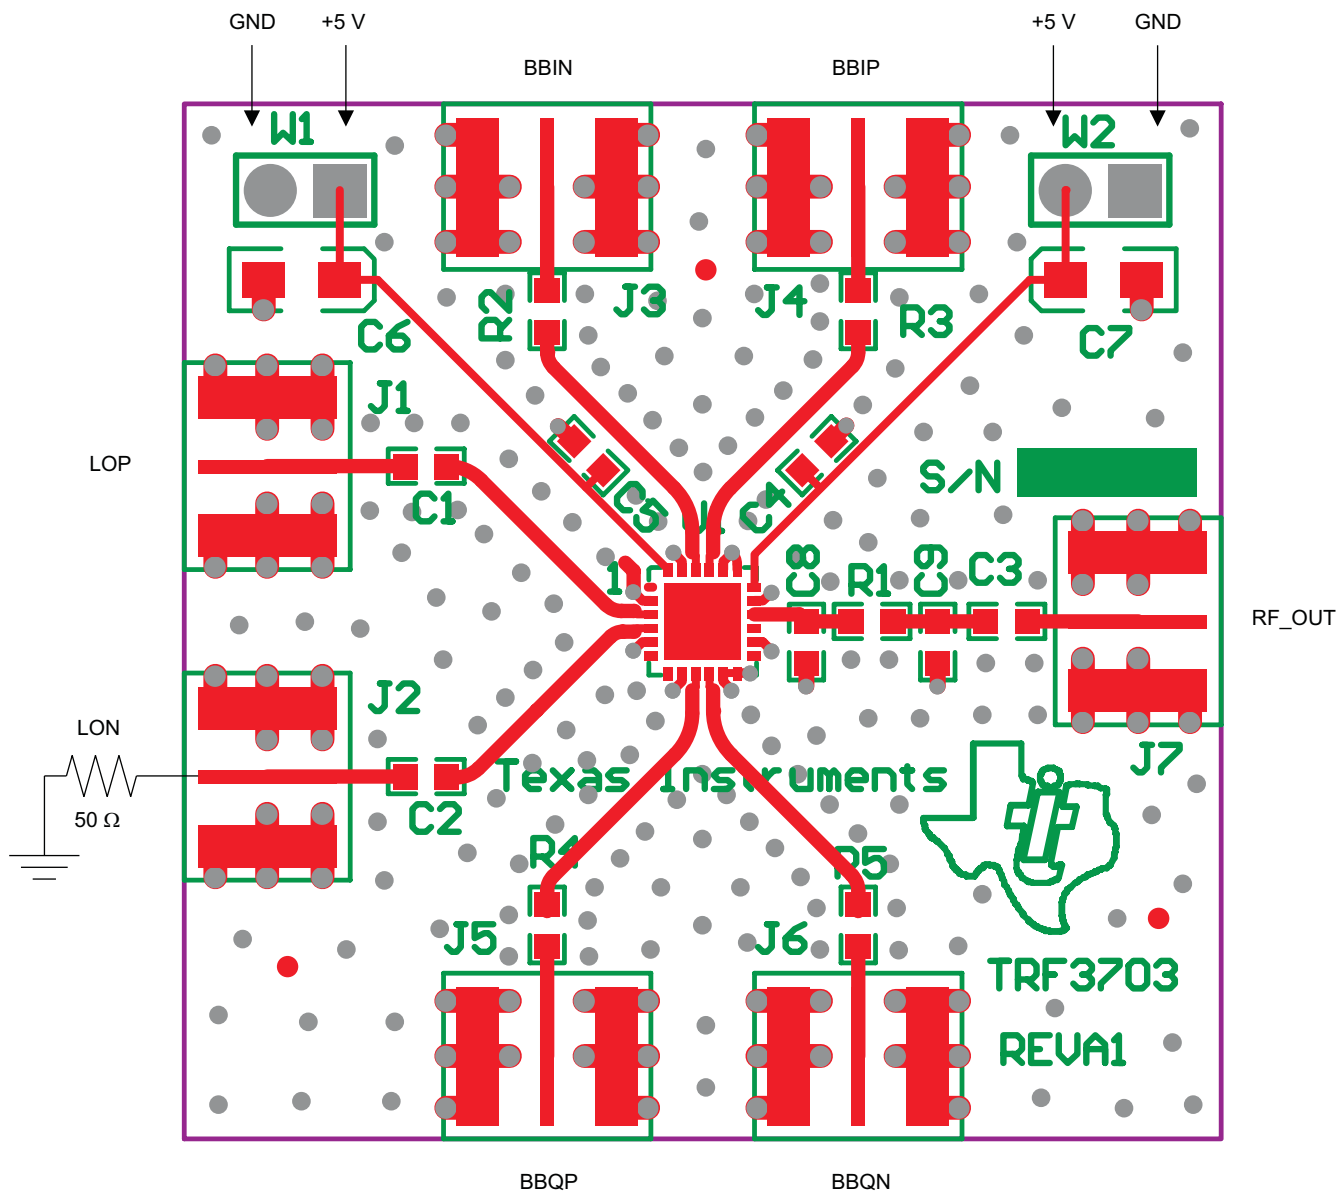 GND
+5 V
+5 V
GND
BBIN
BBIP
W1
W2
R2
J3
J4
R3
C6
C7
J1
LOP
C1
C5
C4
S/N
U1
1
C8
R1
C9
C3
RF_OUT
J2
LON
50 Ω
C2
Texas Instruments
J7
R4
R5
J5
J6
TRF3703
REVA1
BBQP
BBQN